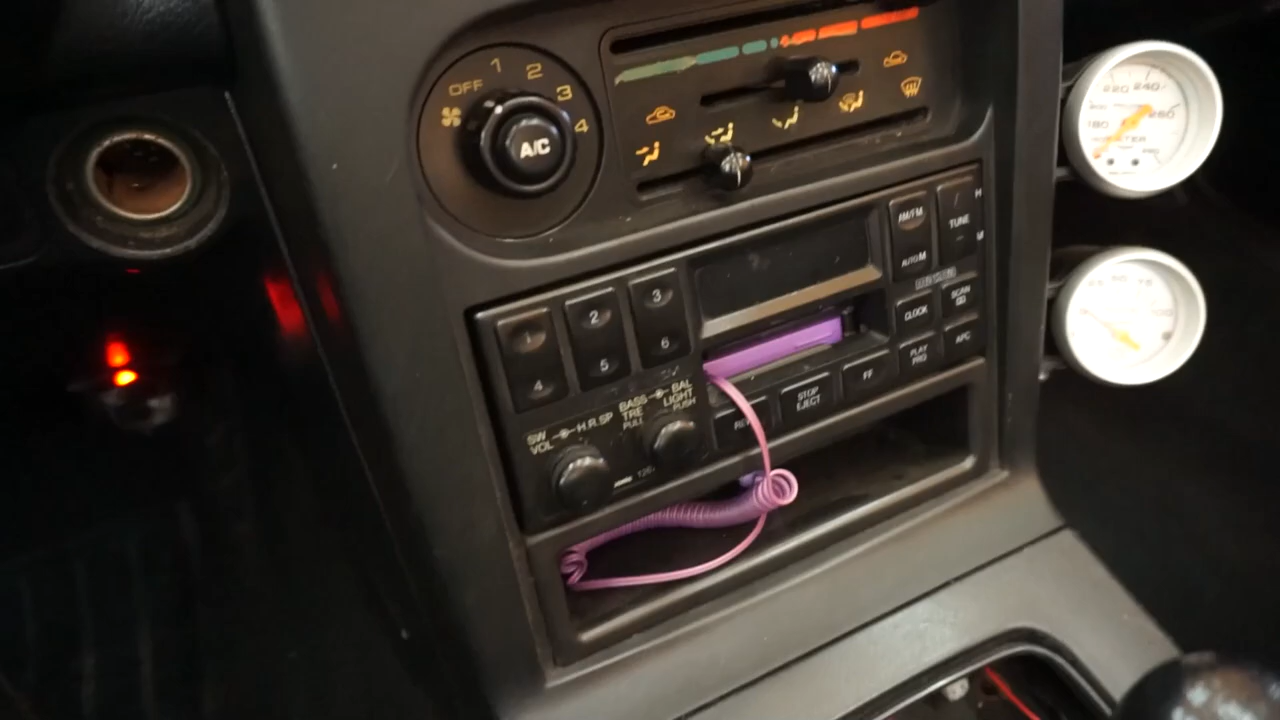 OFF 1 2 3 4
A/C
1 2 3
4 5 6
AM/FM
AUTO M
TUNE
H
M
CLOCK
SCAN
PLAY
PRG
APC
FF
STOP
EJECT
SW
VOL
H.R.SP
BASS
TRE
PULL
BAL
LIGHT
PUSH
220 240
180
260